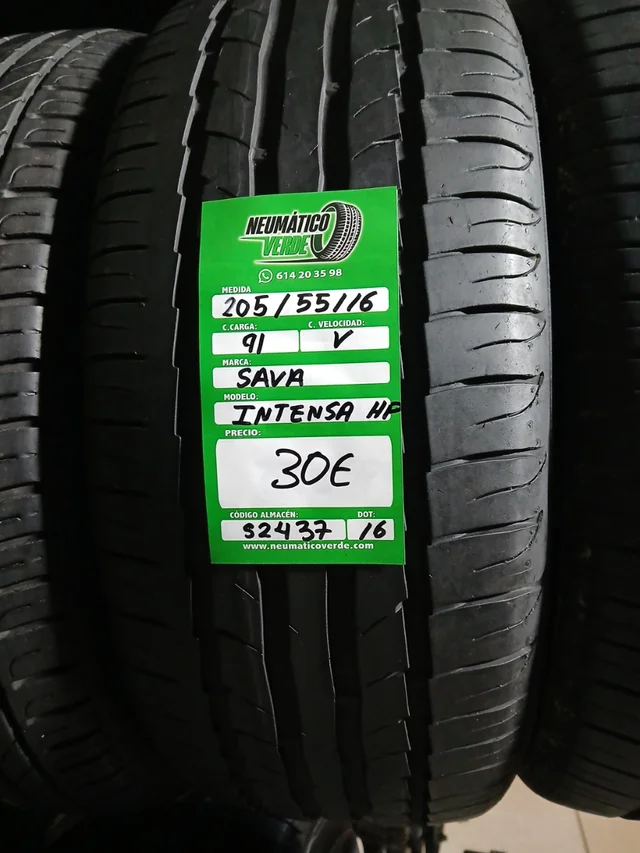 NEUMÁTICO
VERDE
614 20 35 98
MEDIDA
205/55/16
C.CARGA: C. VELOCIDAD:
91 V
MARCA:
SAVA
MODELO:
INTENSA HP
PRECIO:
30€
CÓDIGO ALMACÉN: DOT:
S2437 16
www.neumaticoverde.com